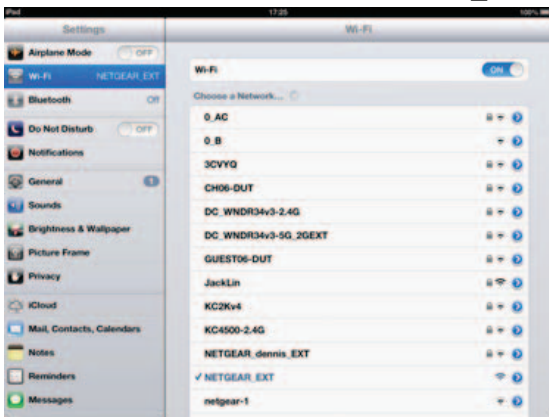 iPad 17:25 100%
Settings
Airplane Mode OFF
Wi-Fi NETGEAR_EXT
Bluetooth Off
Do Not Disturb OFF
Notifications
General 1
Sounds
Brightness & Wallpaper
Picture Frame
Privacy
iCloud
Mail, Contacts, Calendars
Notes
Reminders
Messages
Wi-Fi
Wi-Fi ON
Choose a Network...
0_AC
0_B
3CVYQ
CH06-DUT
DC_WNDR34v3-2.4G
DC_WNDR34v3-5G_2GEXT
GUEST06-DUT
JackLin
KC2Kv4
KC4500-2.4G
NETGEAR_dennis_EXT
✓ NETGEAR_EXT
netgear-1